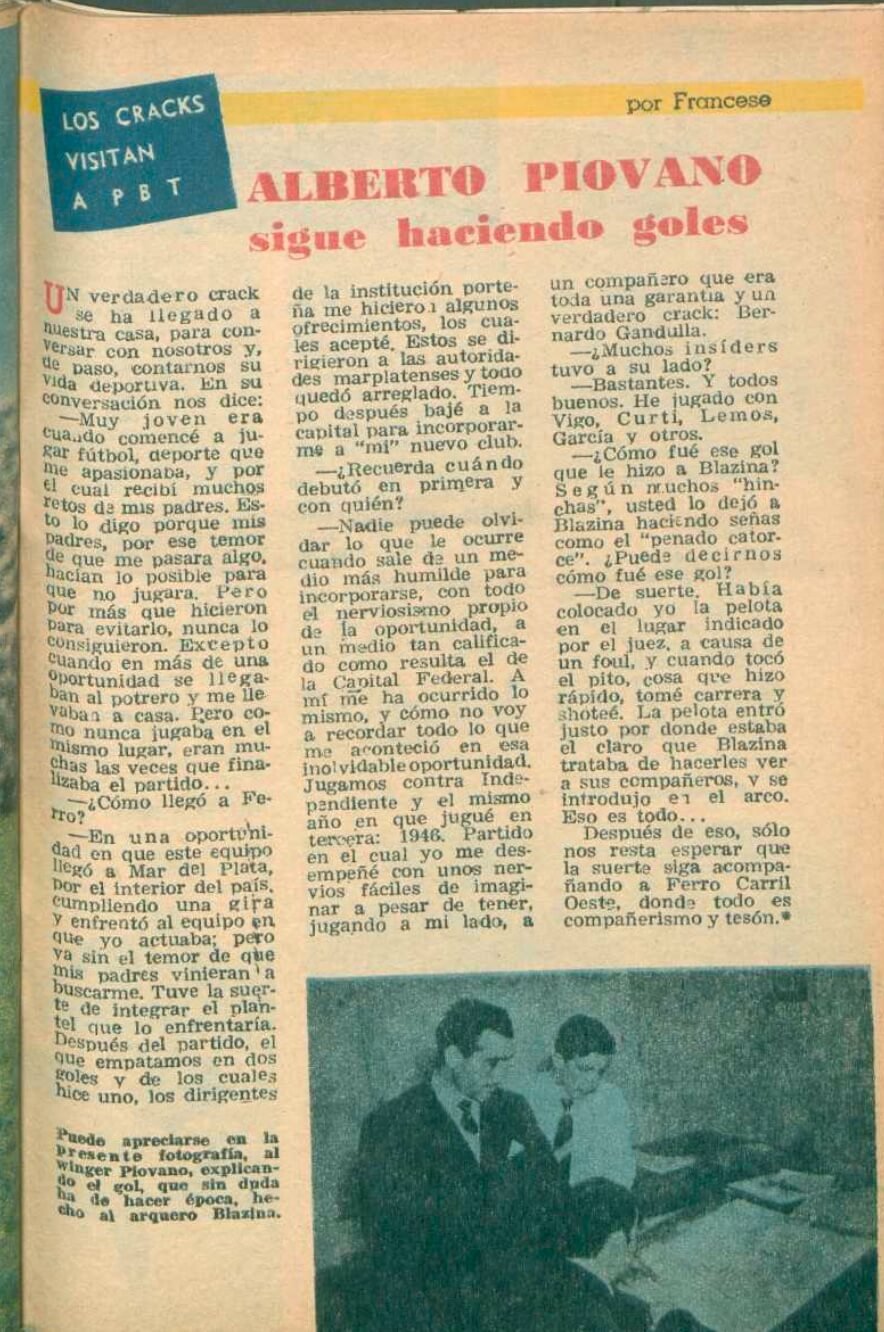 LOS CRACKS
VISITAN
A PBT
por Francese
ALBERTO PIOVANO
sigue haciendo goles
UN verdadero crack
se ha llegado a
nuestra casa, para con-
versar con nosotros y,
de paso, contarnos su
vida deportiva. En su
conversación nos dice:
—Muy joven era
cuando comencé a ju-
gar fútbol, deporte que
me apasionaba, y por
el cual recibí muchos
retos de mis padres. Es-
to lo digo porque mis
padres, por ese temor
de que me pasara algo,
hacían lo posible para
que no jugara. Pero
por más que hicieron
para evitarlo, nunca lo
consiguieron. Excepto
cuando en más de una
oportunidad se llega-
ban al potrero y me lle
vaban a casa. Pero co-
mo nunca jugaba en el
mismo lugar, eran mu-
chas las veces que fina-
lizaba el partido...
—¿Cómo llegó a Fe-
rro?
—En una oportuni-
dad en que este equipo
llegó a Mar del Plata,
por el interior del país,
cumpliendo una gira
y enfrentó al equipo en
que yo actuaba; pero
ya sin el temor de que
mis padres vinieran a
buscarme. Tuve la suer-
te de integrar el plan-
tel que lo enfrentaría.
Después del partido, el
que empatamos en dos
goles y de los cuales
hice uno, los dirigentes
de la institución porte-
ña me hicieron algunos
ofrecimientos, los cua-
les acepté. Estos se di-
rigieron a las autorida-
des marplatenses y todo
quedó arreglado. Tiem-
po después bajé a la
capital para incorporar-
me a "mi" nuevo club.
—¿Recuerda cuándo
debutó en primera y
con quién?
—Nadie puede olvi-
dar lo que le ocurre
cuando sale de un me-
dio más humilde para
incorporarse, con todo
el nerviosismo propio
de la oportunidad, a
un medio tan califica-
do como resulta el de
la Capital Federal. A
mí me ha ocurrido lo
mismo, y cómo no voy
a recordar todo lo que
me aconteció en esa
inolvidable oportunidad.
Jugamos contra Inde-
pendiente y el mismo
año en que jugué en
tercera: 1946. Partido
en el cual yo me des-
empeñé con unos ner-
vios fáciles de imagi-
nar a pesar de tener,
jugando a mi lado, a
un compañero que era
toda una garantía y un
verdadero crack: Ber-
nardo Gandulla.
—¿Muchos insíders
tuvo a su lado?
—Bastantes. Y todos
buenos. He jugado con
Vigo, Curti, Lemos,
García y otros.
—¿Cómo fué ese gol
que le hizo a Blazina?
Según muchos "hin-
chas", usted lo dejó a
Blazina haciendo señas
como el "penado cator-
ce". ¿Puede decirnos
cómo fué ese gol?
—De suerte. Había
colocado yo la pelota
en el lugar indicado
por el juez, a causa de
un foul, y cuando tocó
el pito, cosa que hizo
rápido, tomé carrera y
shoteé. La pelota entró
justo por donde estaba
el claro que Blazina
trataba de hacerles ver
a sus compañeros, y se
introdujo en el arco.
Eso es todo...
Después de eso, sólo
nos resta esperar que
la suerte siga acompa-
ñando a Ferro Carril
Oeste, donde todo es
compañerismo y tesón.*
Puede apreciarse en la
presente fotografía, al
winger Piovano, explican-
do el gol, que sin duda
ha de hacer época, he-
cho al arquero Blazina.